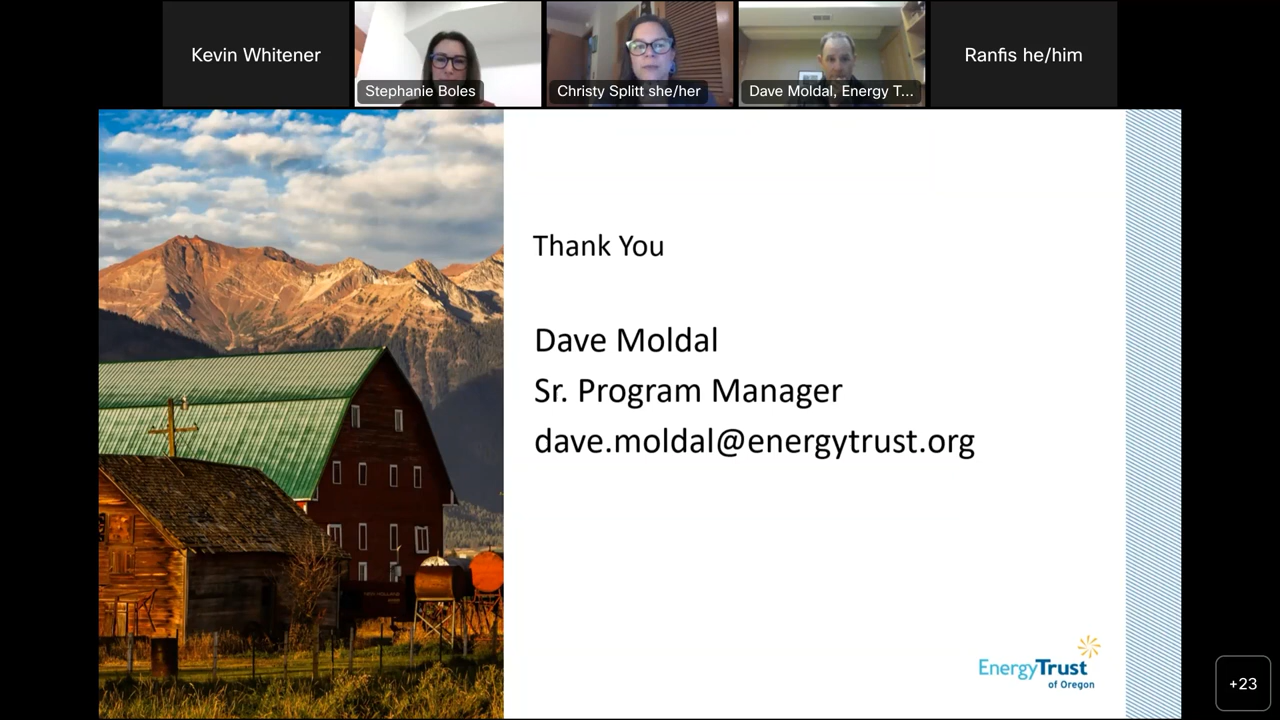 Kevin Whitener
Stephanie Boles
Christy Splitt she/her
Dave Moldal, Energy T...
Ranfis he/him
Thank You
Dave Moldal
Sr. Program Manager
dave.moldal@energytrust.org
EnergyTrust
of Oregon
+23